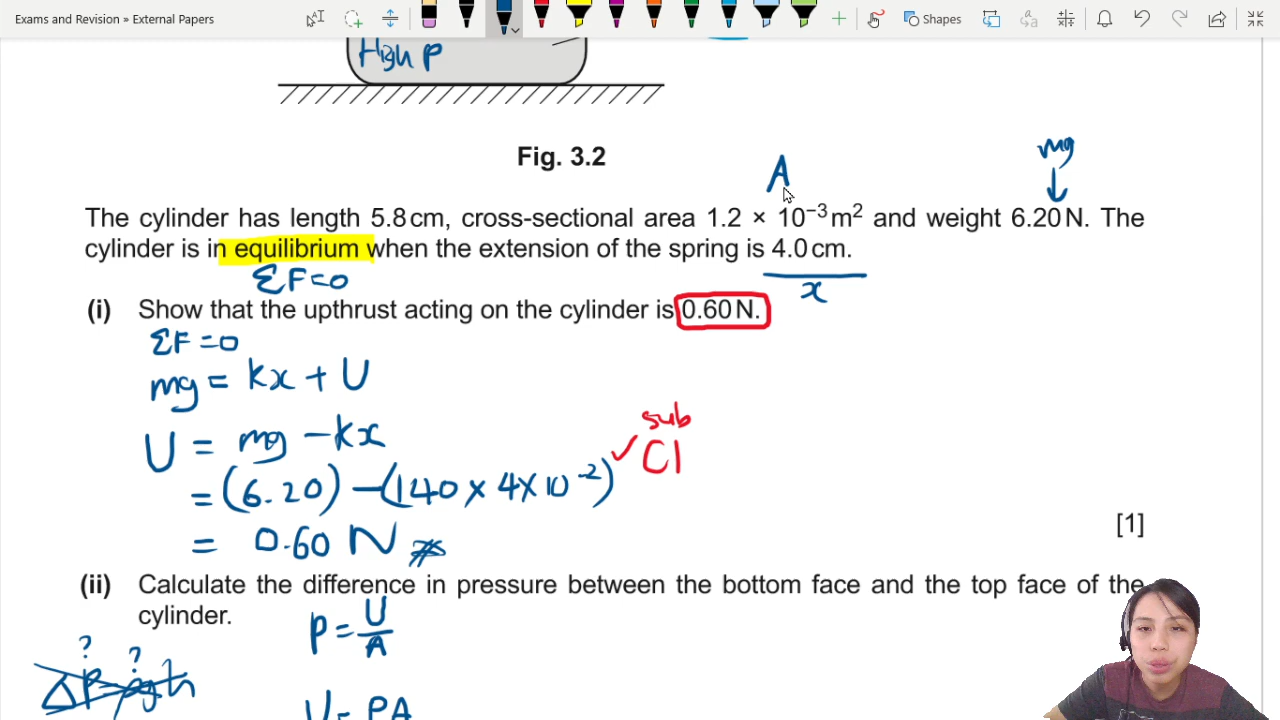 Exams and Revision » External Papers
Shapes
High P
Fig. 3.2
A
mg
The cylinder has length 5.8 cm, cross-sectional area 1.2 × 10⁻³ m² and weight 6.20 N. The
cylinder is in equilibrium when the extension of the spring is 4.0 cm.
ΣF=0
x
(i) Show that the upthrust acting on the cylinder is 0.60 N.
ΣF=0
mg = kx + U
U = mg - kx
= (6.20) - (140 × 4 × 10⁻²) ✓ sub C1
= 0.60 N
[1]
(ii) Calculate the difference in pressure between the bottom face and the top face of the
cylinder.
P = U/A
? ?
ΔP = ρgh
U = PA